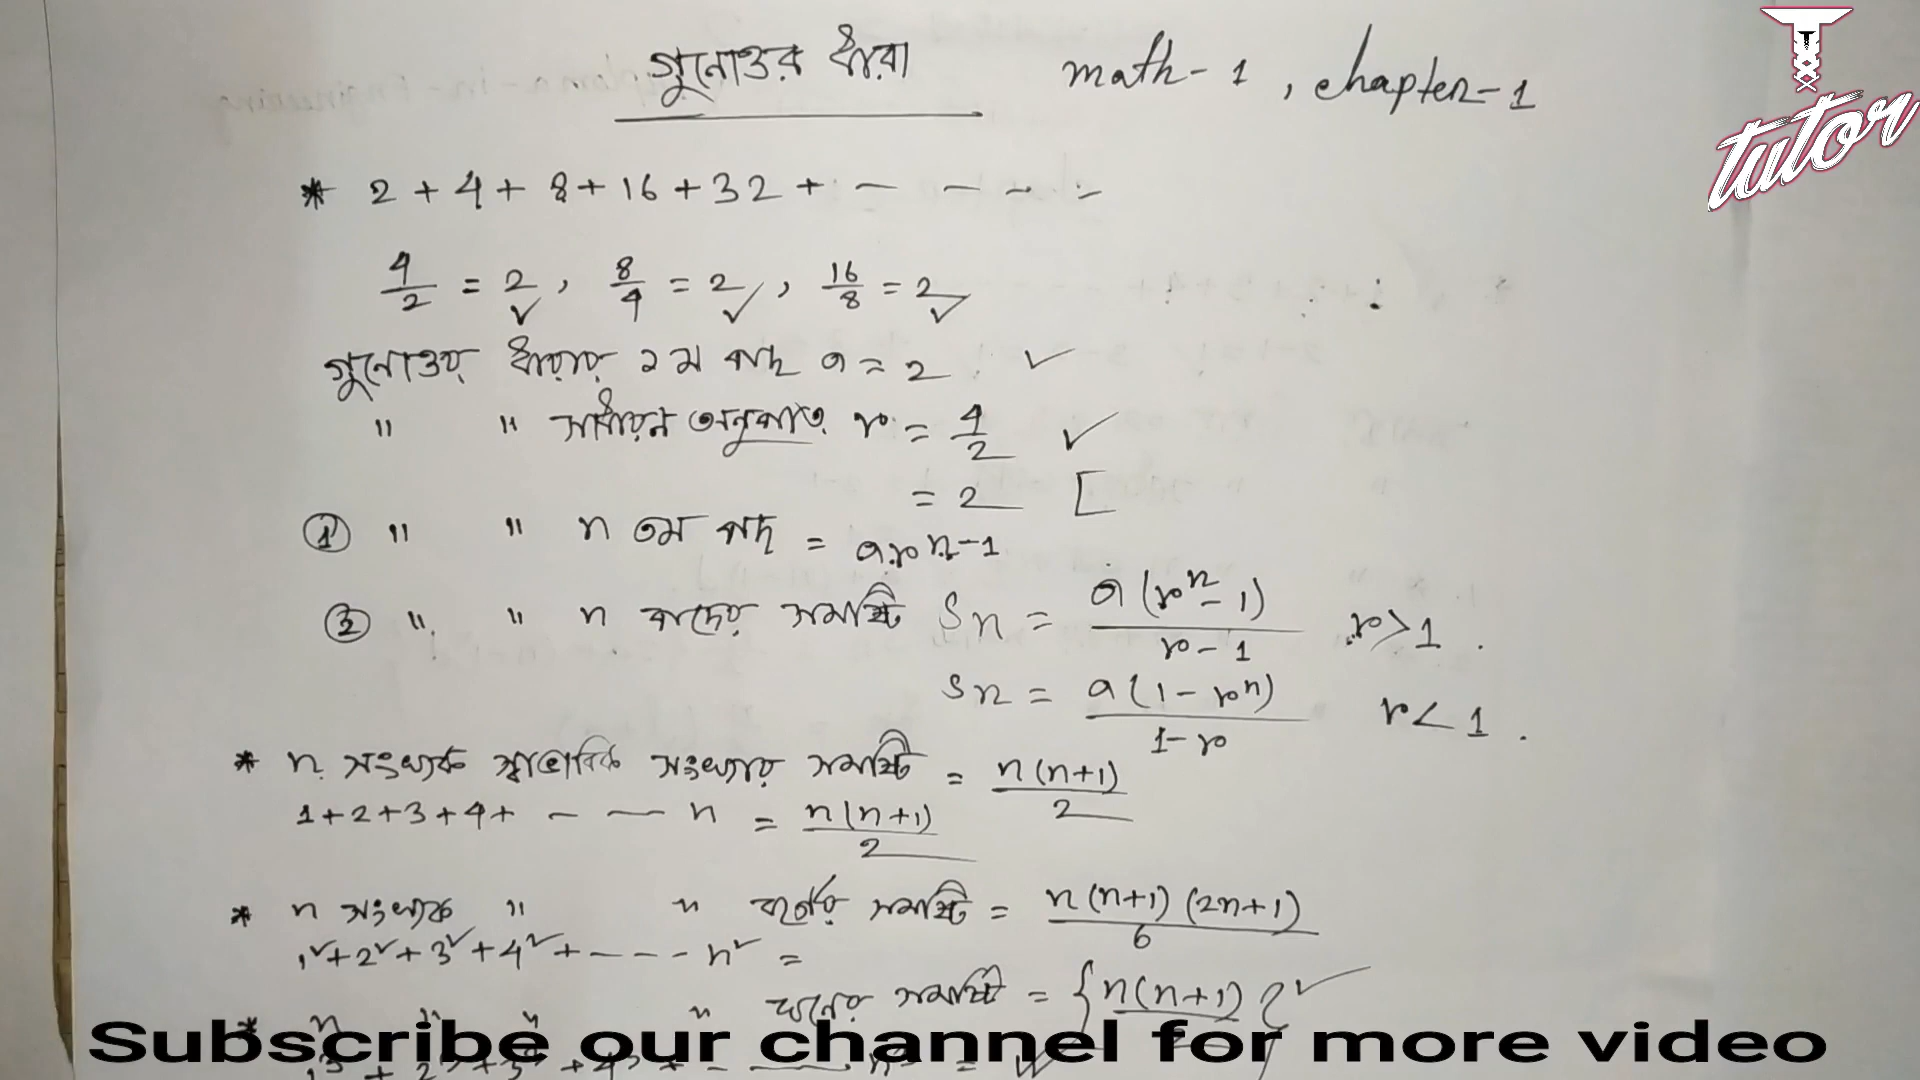 গুনোত্তর ধারা math-1, chapter-1
T tutor
* 2 + 4 + 8 + 16 + 32 + - - - -
4/2 = 2, 8/4 = 2, 16/8 = 2
গুনোত্তর ধারার ১ম পদ a = 2
" " সাধারন অনুপাত r = 4/2
= 2 [
① " " n তম পদ = a.r^n-1
② " " n পদের সমষ্টি Sn = a(r^n - 1)/r - 1 r>1.
Sn = a(1 - r^n)/1 - r r<1.
* n সংখ্যক স্বাভাবিক সংখ্যার সমষ্টি = n(n+1)/2
1+2+3+4+ - - n = n(n+1)/2
* n সংখ্যক " " বর্গের সমষ্টি = n(n+1)(2n+1)/6
1²+2²+3²+4²+ - - - n² =
* n " " " ঘনের সমষ্টি = {n(n+1)/2}²
Subscribe our channel for more video